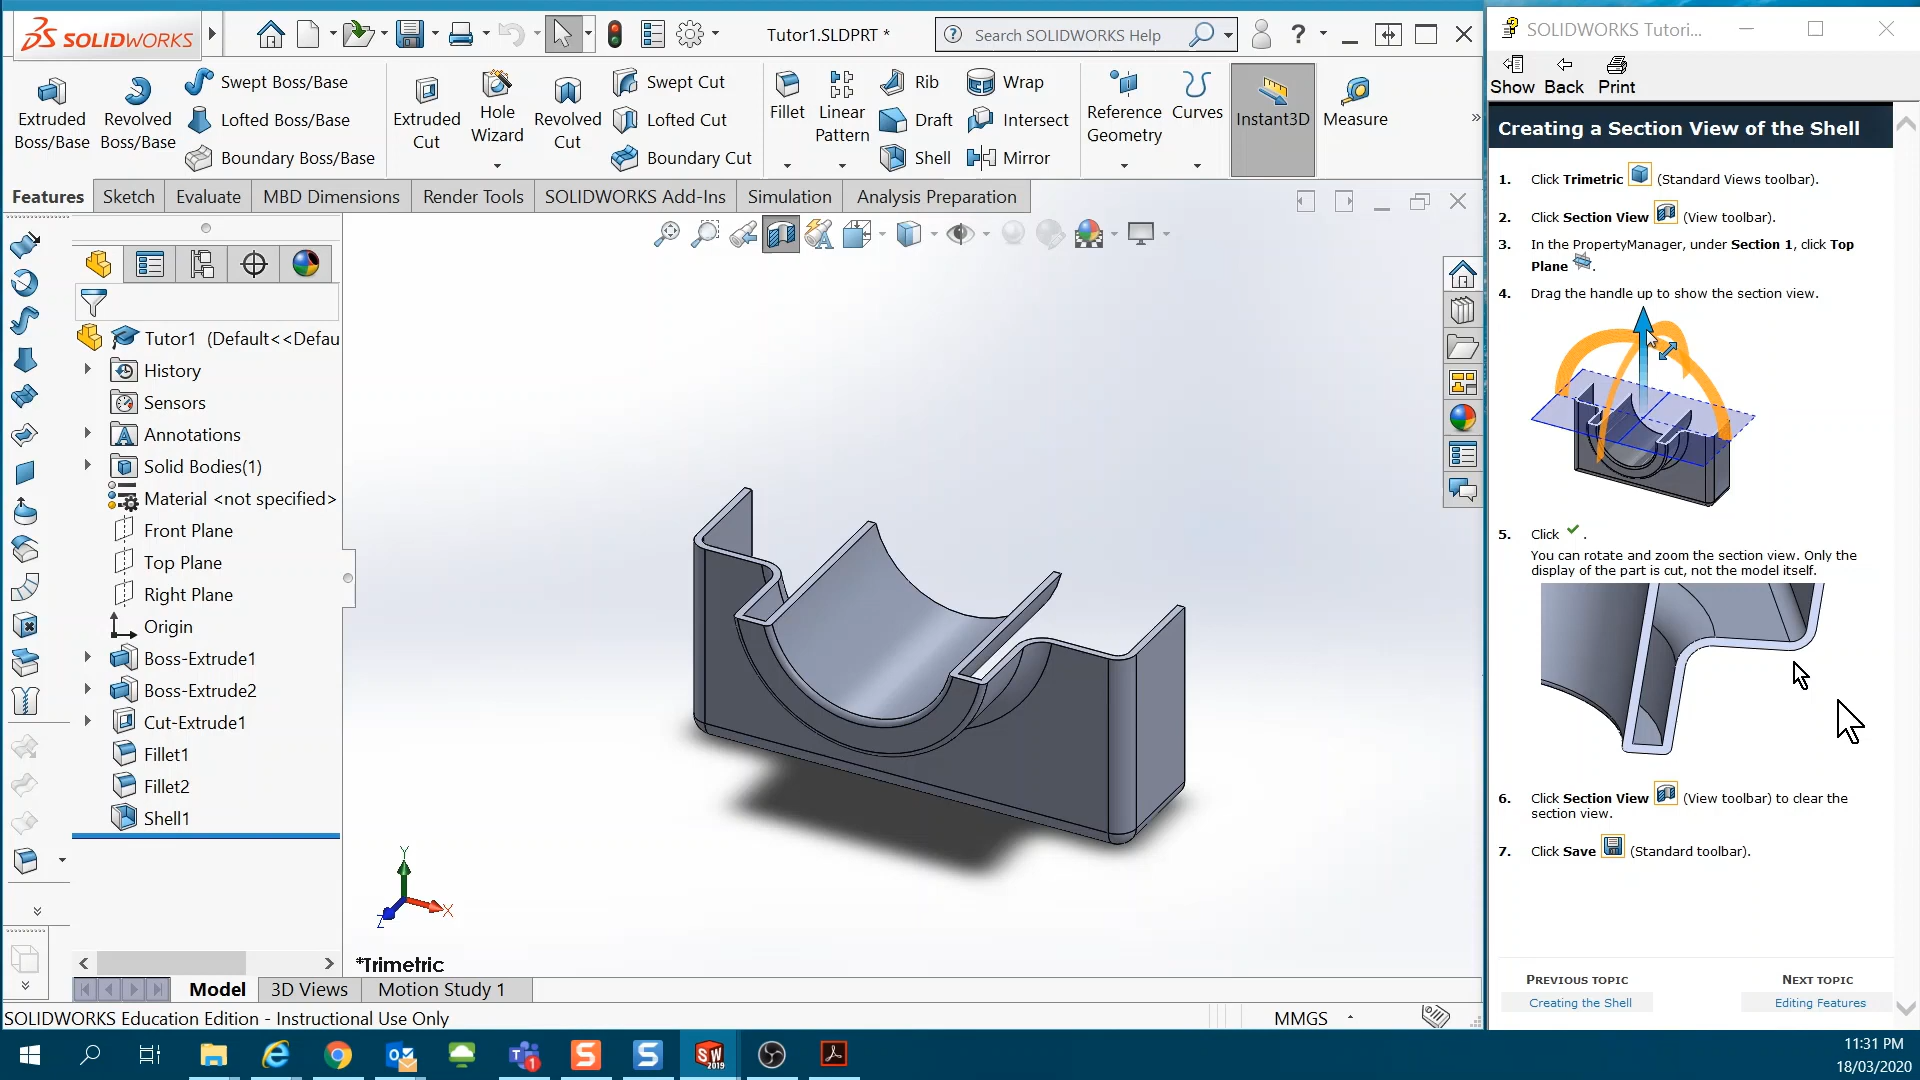 SOLIDWORKS
Tutor1.SLDPRT *
Search SOLIDWORKS Help
SOLIDWORKS Tutori...
Show Back Print
Extruded Boss/Base
Revolved Boss/Base
Swept Boss/Base
Lofted Boss/Base
Boundary Boss/Base
Extruded Cut
Hole Wizard
Revolved Cut
Swept Cut
Lofted Cut
Boundary Cut
Fillet
Linear Pattern
Rib
Draft
Shell
Wrap
Intersect
Mirror
Reference Geometry
Curves
Instant3D
Measure
Features
Sketch
Evaluate
MBD Dimensions
Render Tools
SOLIDWORKS Add-Ins
Simulation
Analysis Preparation
Tutor1 (Default<<Defau
History
Sensors
Annotations
Solid Bodies(1)
Material <not specified>
Front Plane
Top Plane
Right Plane
Origin
Boss-Extrude1
Boss-Extrude2
Cut-Extrude1
Fillet1
Fillet2
Shell1
Y
X
Z
*Trimetric
Model
3D Views
Motion Study 1
SOLIDWORKS Education Edition - Instructional Use Only
MMGS
Creating a Section View of the Shell
1. Click Trimetric (Standard Views toolbar).
2. Click Section View (View toolbar).
3. In the PropertyManager, under Section 1, click Top
Plane .
4. Drag the handle up to show the section view.
5. Click .
You can rotate and zoom the section view. Only the
display of the part is cut, not the model itself.
6. Click Section View (View toolbar) to clear the
section view.
7. Click Save (Standard toolbar).
PREVIOUS TOPIC
Creating the Shell
NEXT TOPIC
Editing Features
11:31 PM
18/03/2020